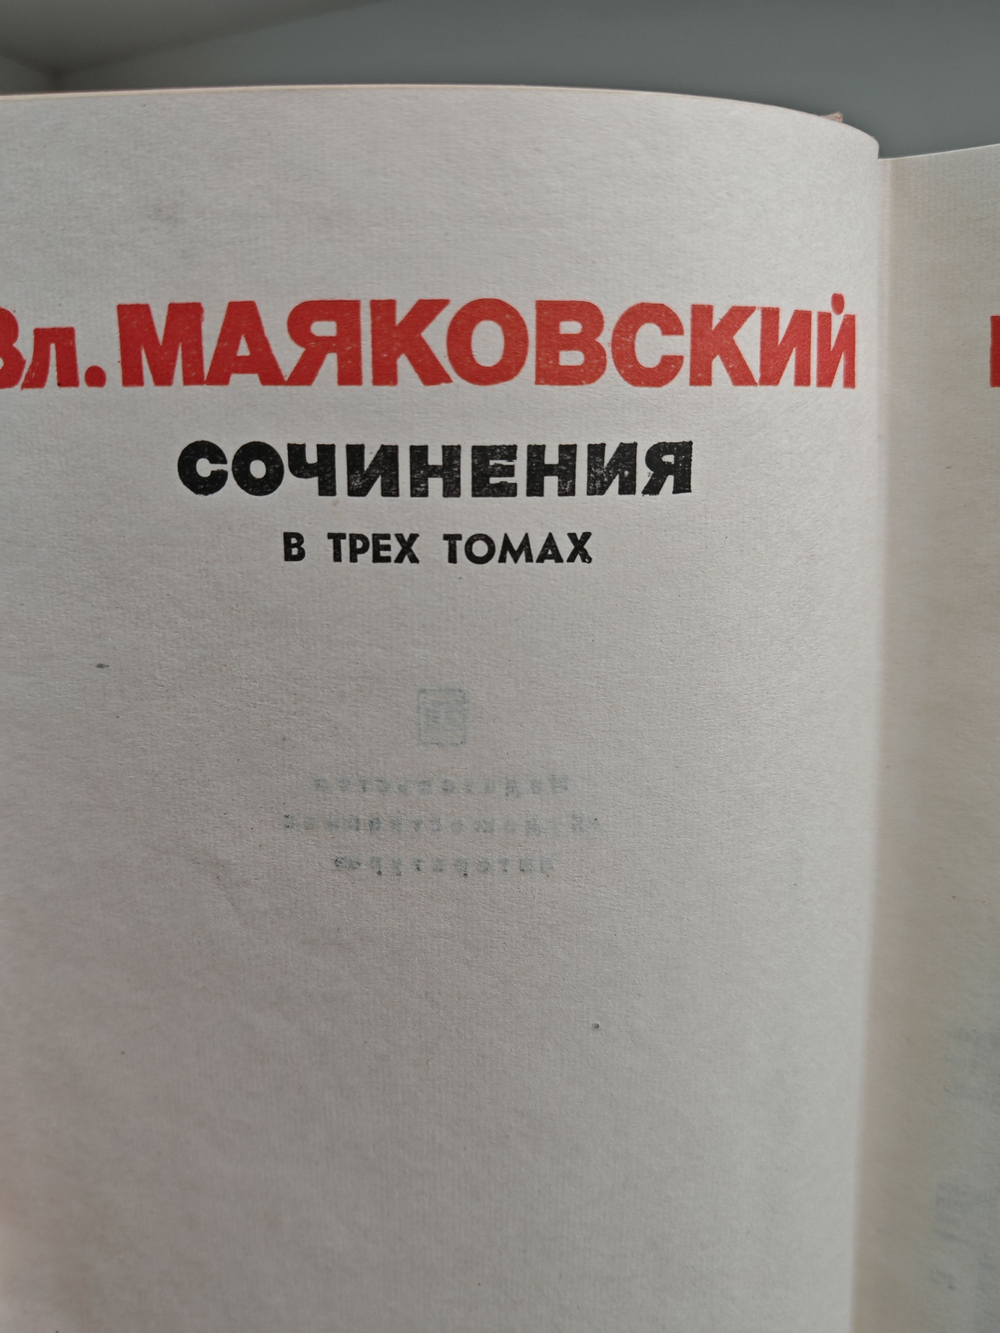 Вл. МАЯКОВСКИЙ
СОЧИНЕНИЯ
В ТРЕХ ТОМАХ